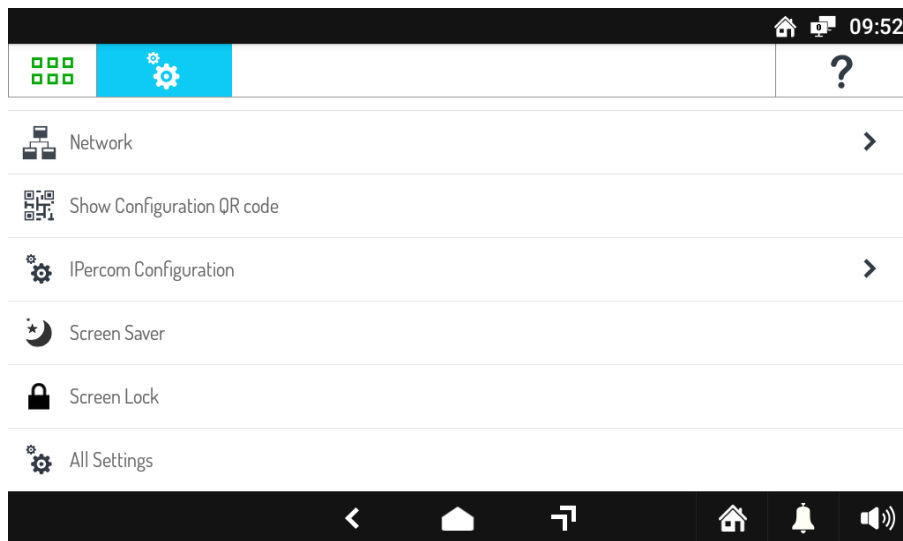 09:52
?
Network
Show Configuration QR code
IPercom Configuration
Screen Saver
Screen Lock
All Settings